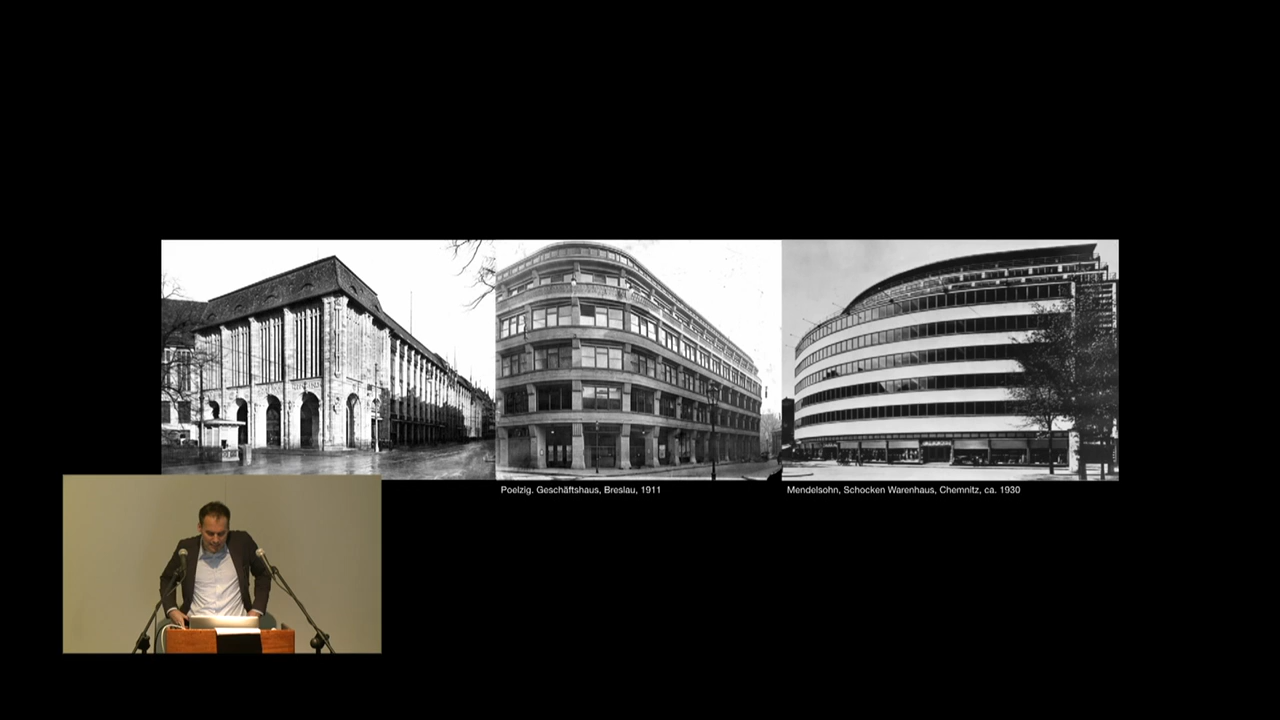 Poelzig. Geschäftshaus, Breslau, 1911
Mendelsohn, Schocken Warenhaus, Chemnitz, ca. 1930